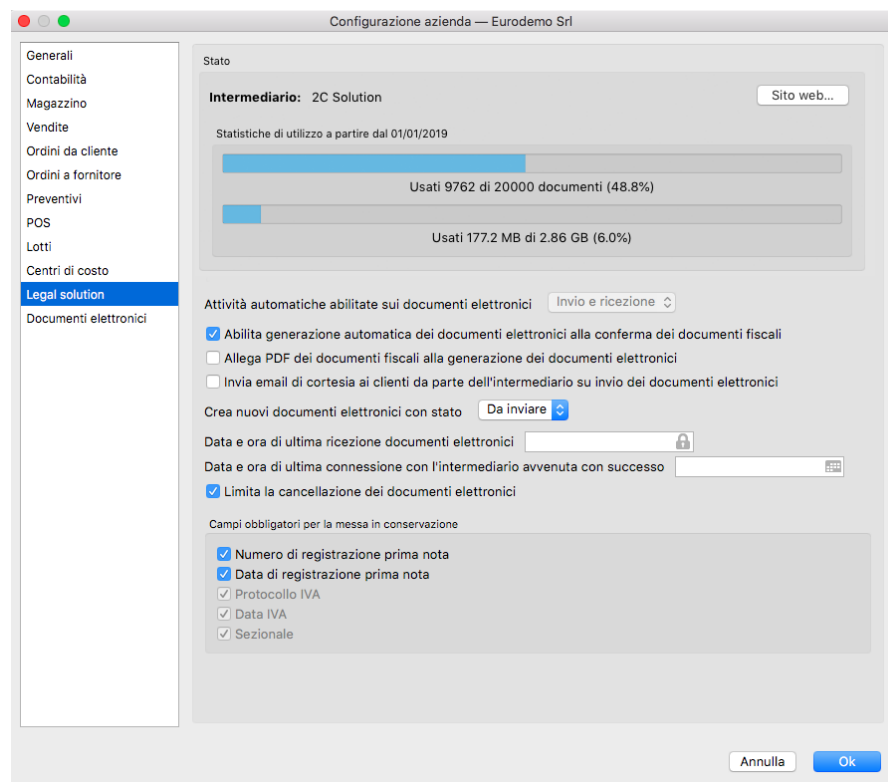 Configurazione azienda — Eurodemo Srl
Generali
Contabilità
Magazzino
Vendite
Ordini da cliente
Ordini a fornitore
Preventivi
POS
Lotti
Centri di costo
Legal solution
Documenti elettronici
Stato
Intermediario: 2C Solution
Sito web...
Statistiche di utilizzo a partire dal 01/01/2019
Usati 9762 di 20000 documenti (48.8%)
Usati 177.2 MB di 2.86 GB (6.0%)
Attività automatiche abilitate sui documenti elettronici Invio e ricezione
Abilita generazione automatica dei documenti elettronici alla conferma dei documenti fiscali
Allega PDF dei documenti fiscali alla generazione dei documenti elettronici
Invia email di cortesia ai clienti da parte dell'intermediario su invio dei documenti elettronici
Crea nuovi documenti elettronici con stato Da inviare
Data e ora di ultima ricezione documenti elettronici
Data e ora di ultima connessione con l'intermediario avvenuta con successo
Limita la cancellazione dei documenti elettronici
Campi obbligatori per la messa in conservazione
Numero di registrazione prima nota
Data di registrazione prima nota
Protocollo IVA
Data IVA
Sezionale
Annulla
Ok